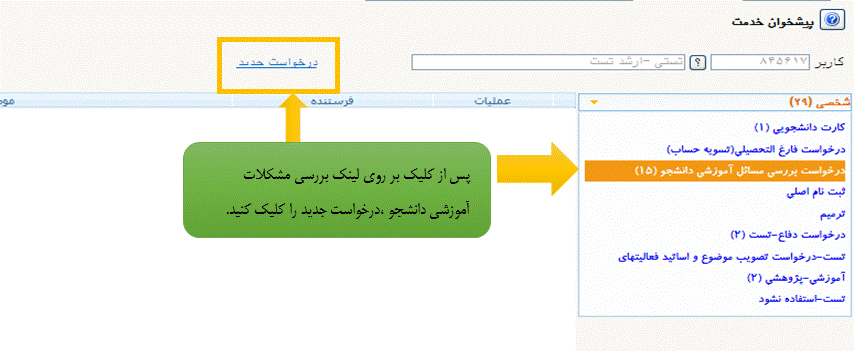 پیشخوان خدمت
کاربر ۸۴۵۶۱۷ ? تستی -ارشد تست
درخواست جدید
شخصی (۲۹)
عملیات فرستنده مو
کارت دانشجویی (۱)
درخواست فارغ التحصیلی(تسویه حساب)
درخواست بررسی مسائل آموزشی دانشجو (۱۵)
ثبت نام اصلی
ترمیم
درخواست دفاع-تست (۲)
تست-درخواست تصویب موضوع و اساتید فعالیتهای
آموزشی-پژوهشی (۲)
تست-استفاده نشود
پس از کلیک بر روی لینک بررسی مشکلات
آموزشی دانشجو ،درخواست جدید را کلیک کنید.